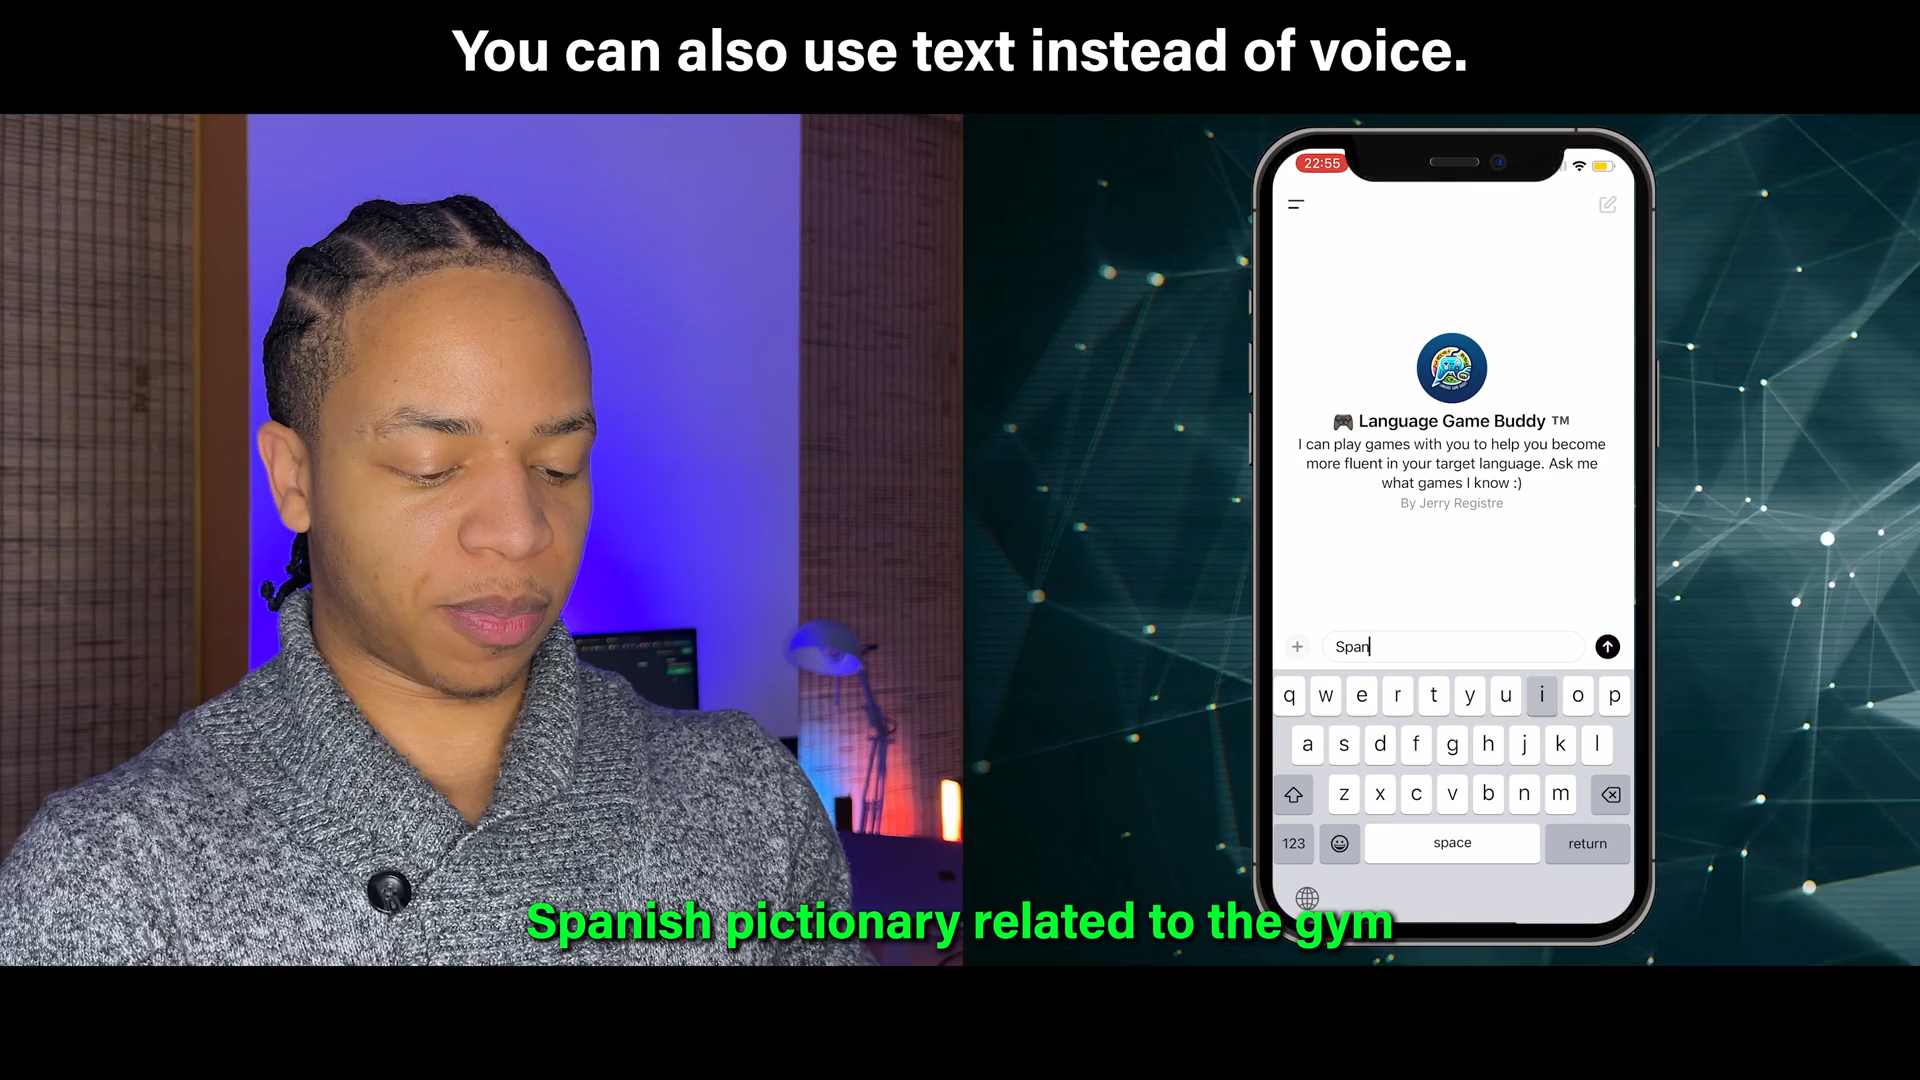 You can also use text instead of voice.
22:55
🎮 Language Game Buddy ™
I can play games with you to help you become
more fluent in your target language. Ask me
what games I know :)
By Jerry Registre
Span
q w e r t y u i o p
a s d f g h j k l
z x c v b n m
123 space return
Spanish pictionary related to the gym